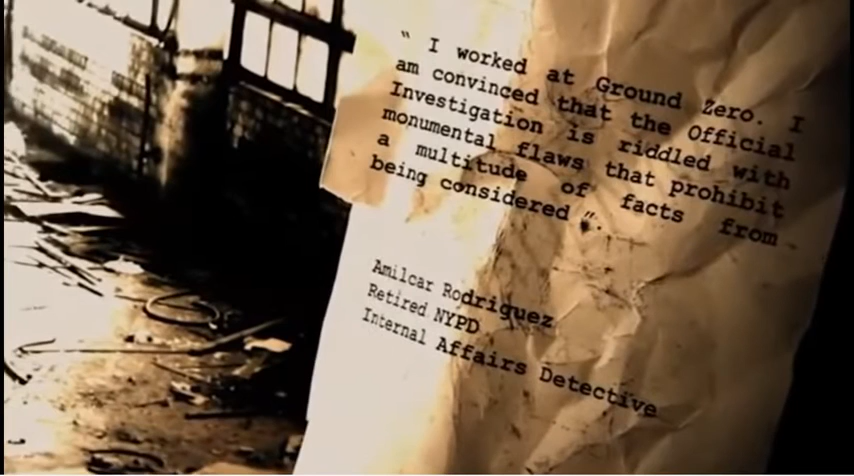 " I worked at Ground Zero. I
am convinced that the Official
Investigation is riddled with
monumental flaws that prohibit
a multitude of facts from
being considered ".
Amilcar Rodriguez
Retired NYPD
Internal Affairs Detective